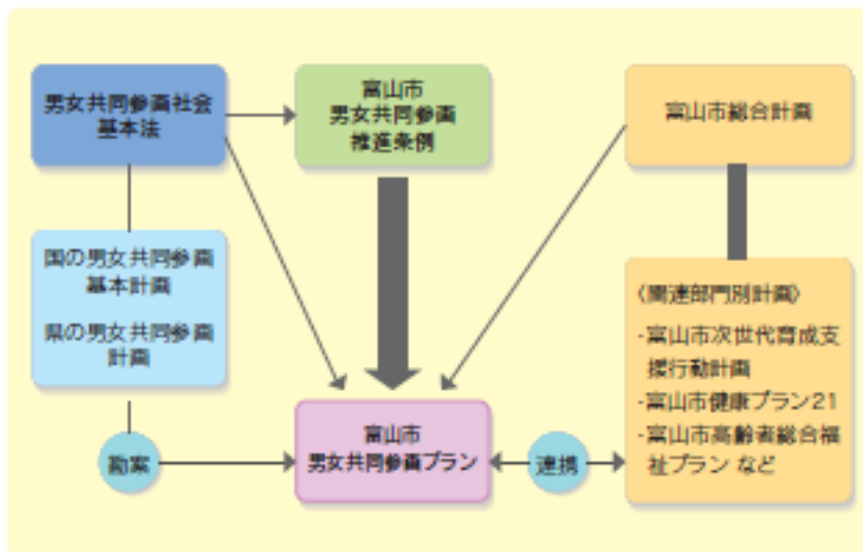 男女共同参画社会
基本法
富山市
男女共同参画
推進条例
富山市総合計画
国の男女共同参画
基本計画
県の男女共同参画
計画
〈関連部門別計画〉
・富山市次世代育成支
援行動計画
・富山市健康プラン21
・富山市高齢者総合福
祉プラン など
勘案
富山市
男女共同参画プラン
連携